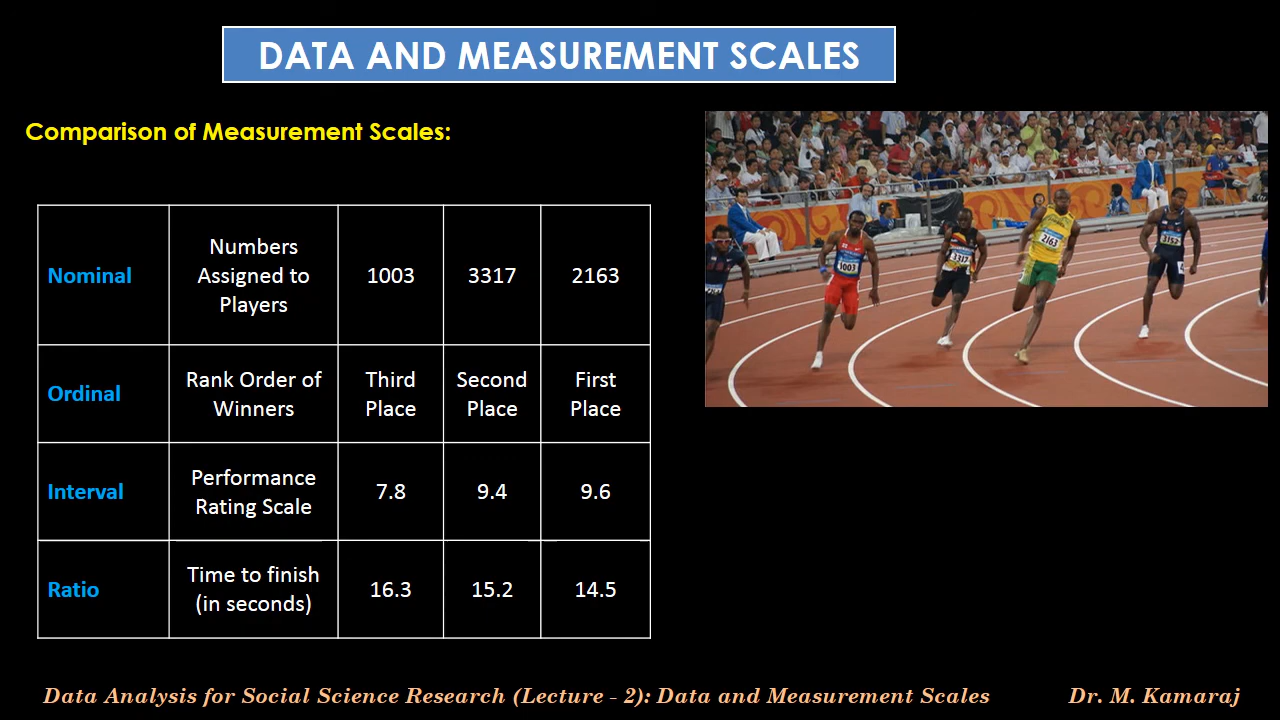 DATA AND MEASUREMENT SCALES
Comparison of Measurement Scales:
Nominal
Numbers
Assigned to
Players
1003
3317
2163
Ordinal
Rank Order of
Winners
Third
Place
Second
Place
First
Place
Interval
Performance
Rating Scale
7.8
9.4
9.6
Ratio
Time to finish
(in seconds)
16.3
15.2
14.5
1003
3317
2163
Data Analysis for Social Science Research (Lecture - 2): Data and Measurement Scales
Dr. M. Kamaraj